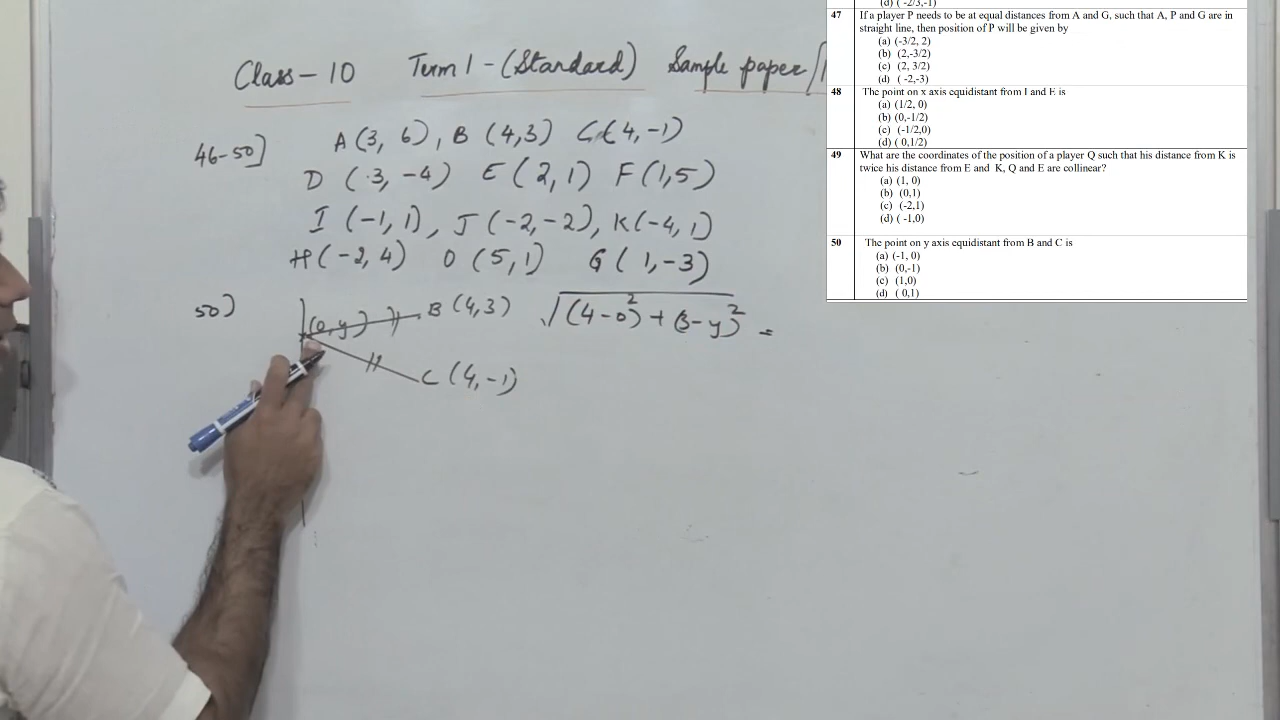 Class-10 Term 1 - (Standard) Sample paper
46-50] A (3, 6), B (4,3) C (4, -1)
D (3, -4) E (2, 1) F (1,5)
I (-1, 1), J (-2, -2), K (-4, 1)
H (-2, 4) O (5, 1) G (1, -3)
50) (0, y) B (4,3) √(4-0)² + (3-y)² =
C (4, -1)
(d) ( -2/3,-1)
47 If a player P needs to be at equal distances from A and G, such that A, P and G are in
straight line, then position of P will be given by
(a) (-3/2, 2)
(b) (2,-3/2)
(c) (2, 3/2)
(d) ( -2,-3)
48 The point on x axis equidistant from I and E is
(a) (1/2, 0)
(b) (0,-1/2)
(c) (-1/2,0)
(d) ( 0,1/2)
49 What are the coordinates of the position of a player Q such that his distance from K is
twice his distance from E and K, Q and E are collinear?
(a) (1, 0)
(b) (0,1)
(c) (-2,1)
(d) ( -1,0)
50 The point on y axis equidistant from B and C is
(a) (-1, 0)
(b) (0,-1)
(c) (1,0)
(d) ( 0,1)